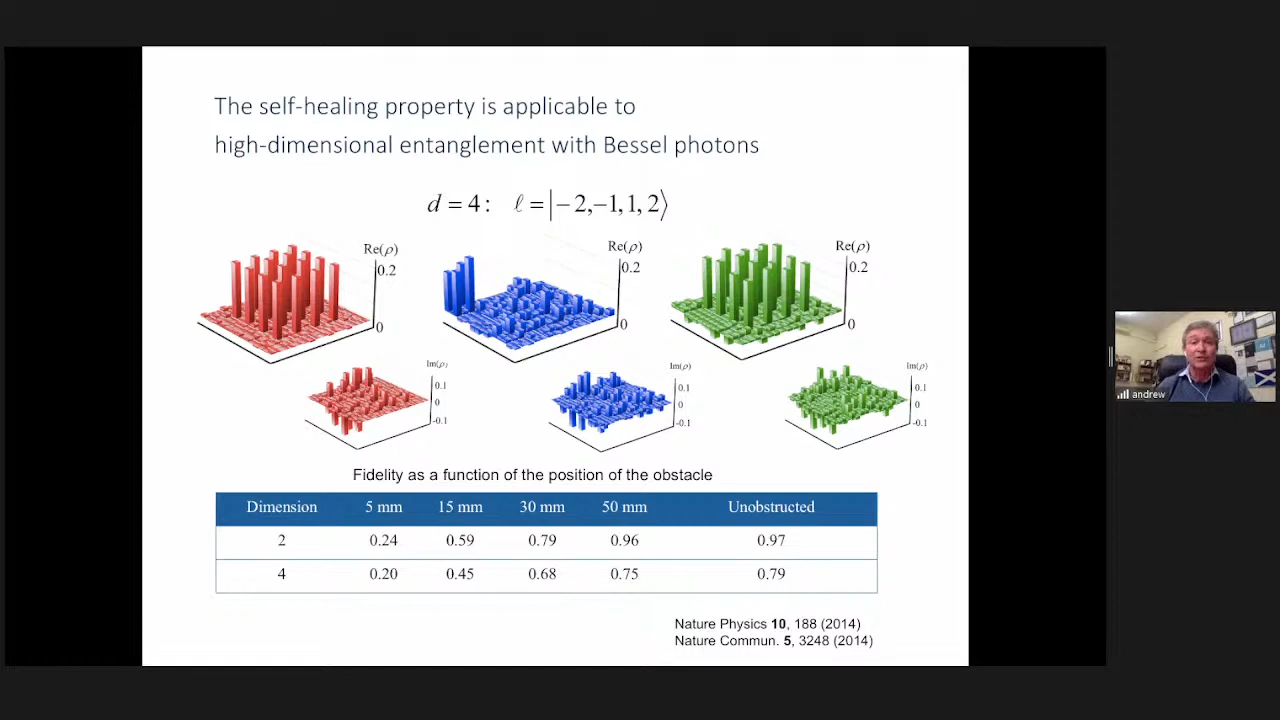 The self-healing property is applicable to
high-dimensional entanglement with Bessel photons
d = 4: ℓ = |−2,−1,1,2⟩
Re(ρ) Re(ρ) Re(ρ)
0.2 0.2 0.2
0 0 0
Im(ρ) Im(ρ) Im(ρ)
0.1 0.1 0.1
0 0 0
-0.1 -0.1 -0.1
andrew
Fidelity as a function of the position of the obstacle
Dimension 5 mm 15 mm 30 mm 50 mm Unobstructed
2 0.24 0.59 0.79 0.96 0.97
4 0.20 0.45 0.68 0.75 0.79
Nature Physics 10, 188 (2014)
Nature Commun. 5, 3248 (2014)